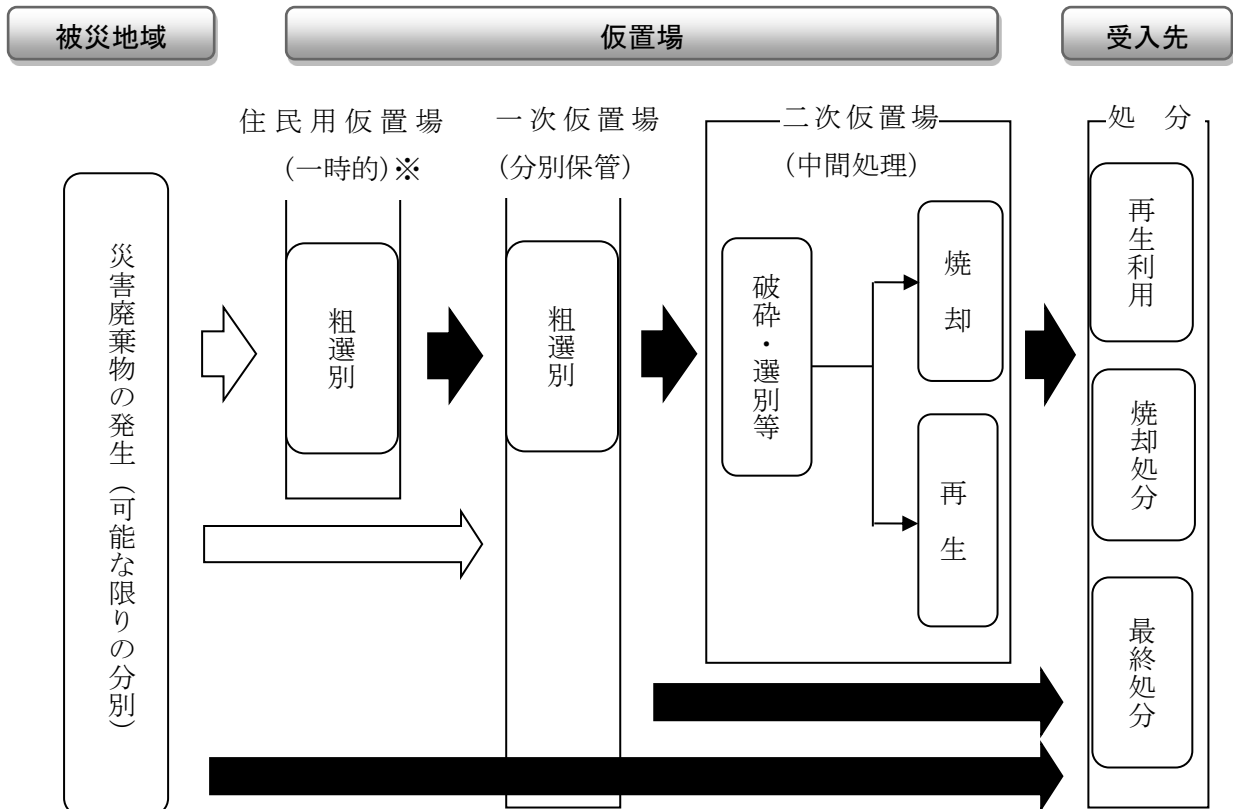 被災地域
仮置場
受入先
住民用仮置場
(一時的)※
一次仮置場
(分別保管)
二次仮置場
(中間処理)
処　分
災害廃棄物の発生（可能な限りの分別）
粗選別
粗選別
破砕・選別等
焼却
再生
再生利用
焼却処分
最終処分